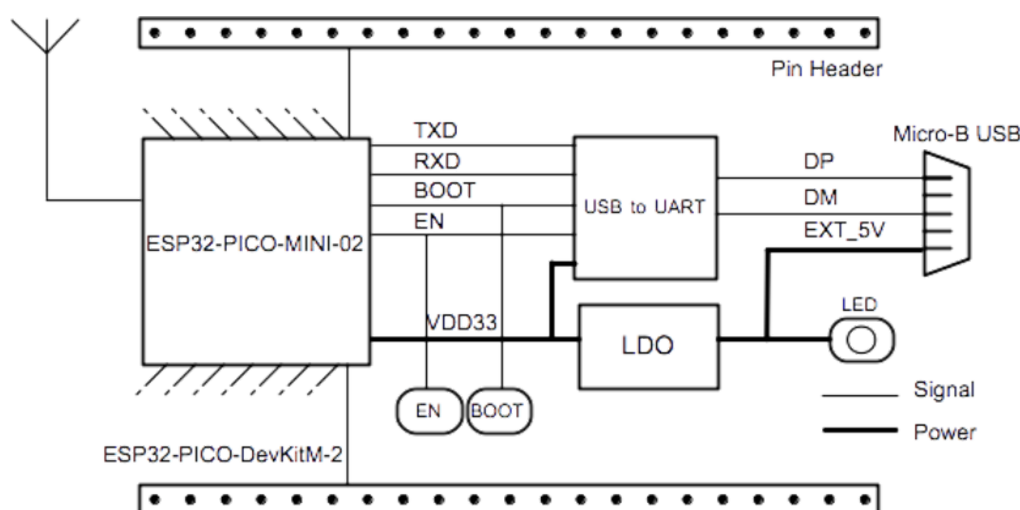 Pin Header
Micro-B USB
TXD
RXD
BOOT
EN
DP
DM
EXT_5V
USB to UART
ESP32-PICO-MINI-02
VDD33
LDO
LED
EN
BOOT
Signal
Power
ESP32-PICO-DevKitM-2